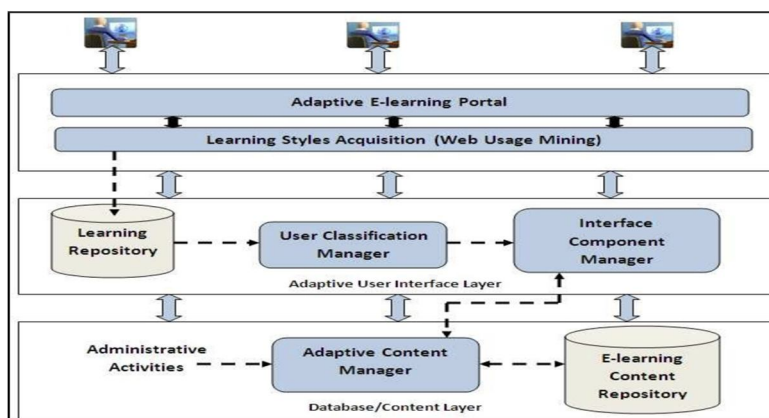 Adaptive E-learning Portal
Learning Styles Acquisition (Web Usage Mining)
Learning
Repository
User Classification
Manager
Interface
Component
Manager
Adaptive User Interface Layer
Administrative
Activities
Adaptive Content
Manager
E-learning
Content
Repository
Database/Content Layer